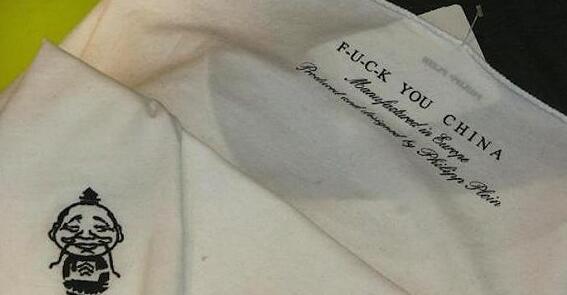 F-U-C-K YOU CHINA
Manufactured in Europe
Produced and designed by Philipp Plein